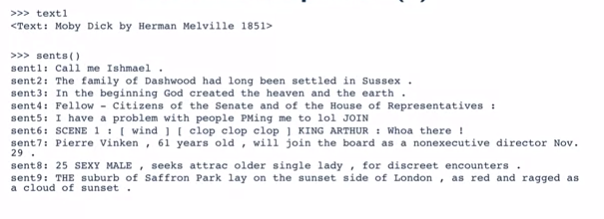 >>> text1
<Text: Moby Dick by Herman Melville 1851>
>>> sents()
sent1: Call me Ishmael .
sent2: The family of Dashwood had long been settled in Sussex .
sent3: In the beginning God created the heaven and the earth .
sent4: Fellow - Citizens of the Senate and of the House of Representatives :
sent5: I have a problem with people PMing me to lol JOIN
sent6: SCENE 1 : [ wind ] [ clop clop clop ] KING ARTHUR : Whoa there !
sent7: Pierre Vinken , 61 years old , will join the board as a nonexecutive director Nov.
29 .
sent8: 25 SEXY MALE , seeks attrac older single lady , for discreet encounters .
sent9: THE suburb of Saffron Park lay on the sunset side of London , as red and ragged as
a cloud of sunset .